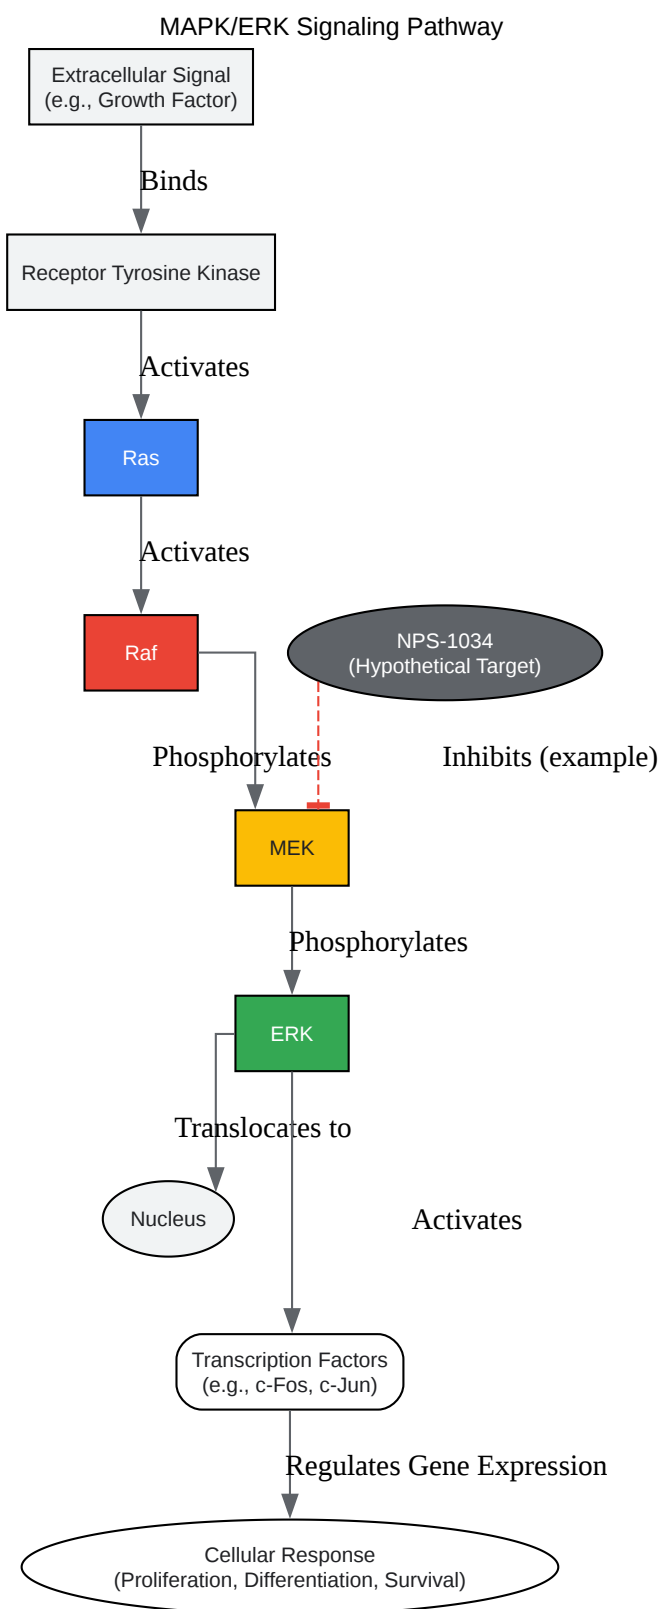 MAPK/ERK Signaling Pathway
Extracellular Signal
(e.g., Growth Factor)
Binds
Receptor Tyrosine Kinase
Activates
Ras
Activates
Raf
NPS-1034
(Hypothetical Target)
Phosphorylates
Inhibits (example)
MEK
Phosphorylates
ERK
Translocates to
Nucleus
Activates
Transcription Factors
(e.g., c-Fos, c-Jun)
Regulates Gene Expression
Cellular Response
(Proliferation, Differentiation, Survival)